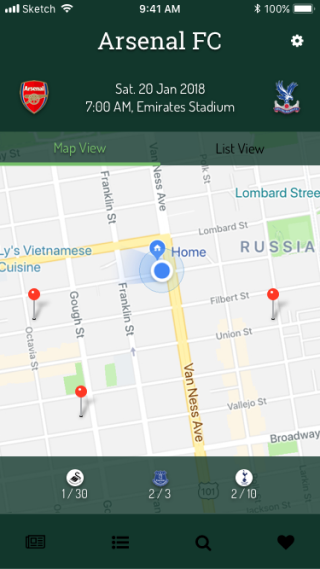 Sketch 9:41 AM 100%
Arsenal FC
Arsenal
Sat. 20 Jan 2018
7:00 AM, Emirates Stadium
Map View List View
Van Ness Ave
Franklin St
Lombard Stree
Lombard St
RUSSIA
Ly's Vietnamese
Cuisine
Home
Gough St
Franklin St
Filbert St
Octavia St
Union St
Van Ness Ave
Vallejo St
Broadway
1 / 30 2 / 3 2 / 10
101
Jackson St